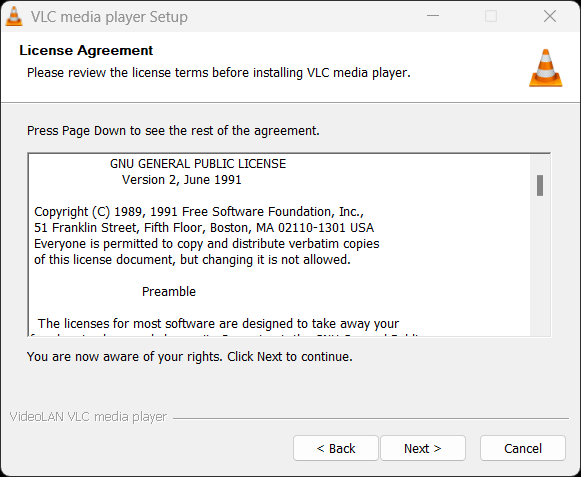 VLC media player Setup
License Agreement
Please review the license terms before installing VLC media player.
Press Page Down to see the rest of the agreement.
GNU GENERAL PUBLIC LICENSE
Version 2, June 1991
Copyright (C) 1989, 1991 Free Software Foundation, Inc.,
51 Franklin Street, Fifth Floor, Boston, MA 02110-1301 USA
Everyone is permitted to copy and distribute verbatim copies
of this license document, but changing it is not allowed.
Preamble
The licenses for most software are designed to take away your
You are now aware of your rights. Click Next to continue.
VideoLAN VLC media player
< Back
Next >
Cancel